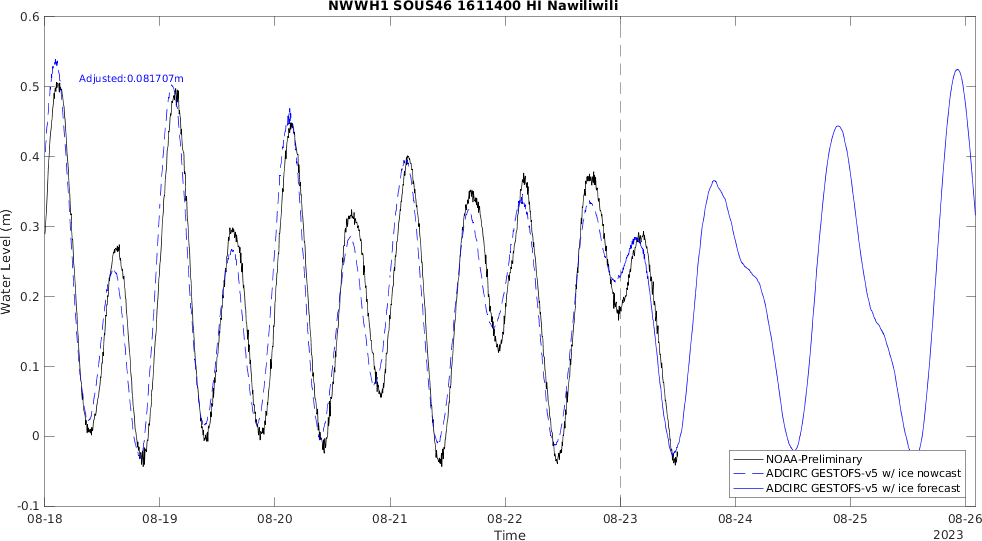 NWWH1 SOUS46 1611400 HI Nawiliwili
Adjusted:0.081707m
Water Level (m)
0.6
0.5
0.4
0.3
0.2
0.1
0
-0.1
NOAA-Preliminary
ADCIRC GESTOFS-v5 w/ ice nowcast
ADCIRC GESTOFS-v5 w/ ice forecast
08-18 08-19 08-20 08-21 08-22 08-23 08-24 08-25 08-26
Time
2023